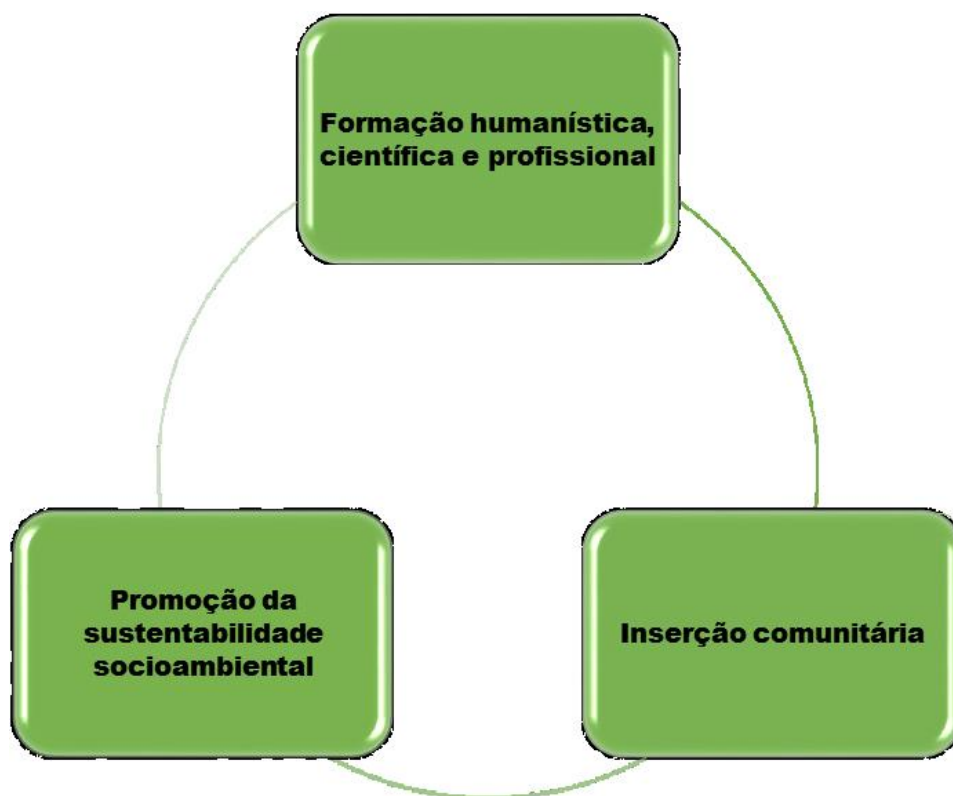 Formação humanística,
científica e profissional
Promoção da
sustentabilidade
socioambiental
Inserção comunitária